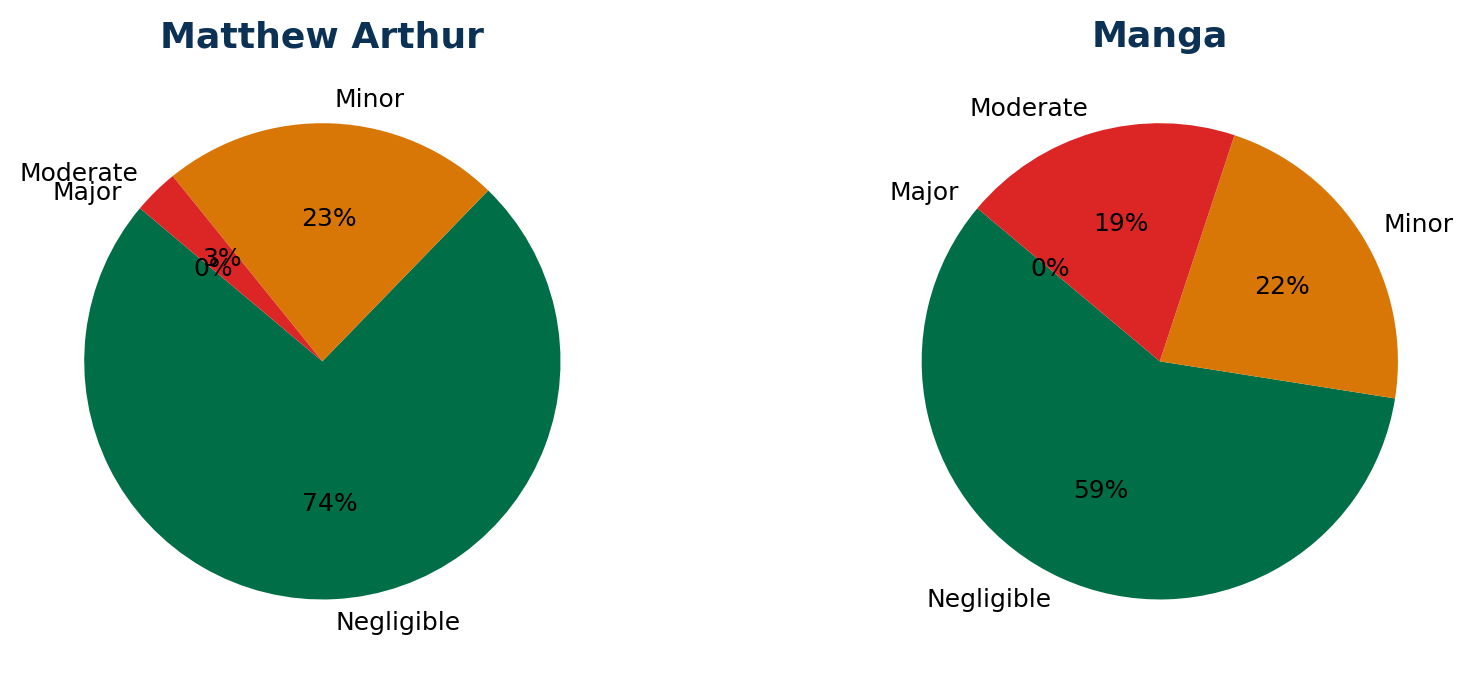 Matthew Arthur
Minor
Moderate
Major
23%
3%
0%
74%
Negligible
Manga
Moderate
Major
Minor
19%
0%
22%
59%
Negligible